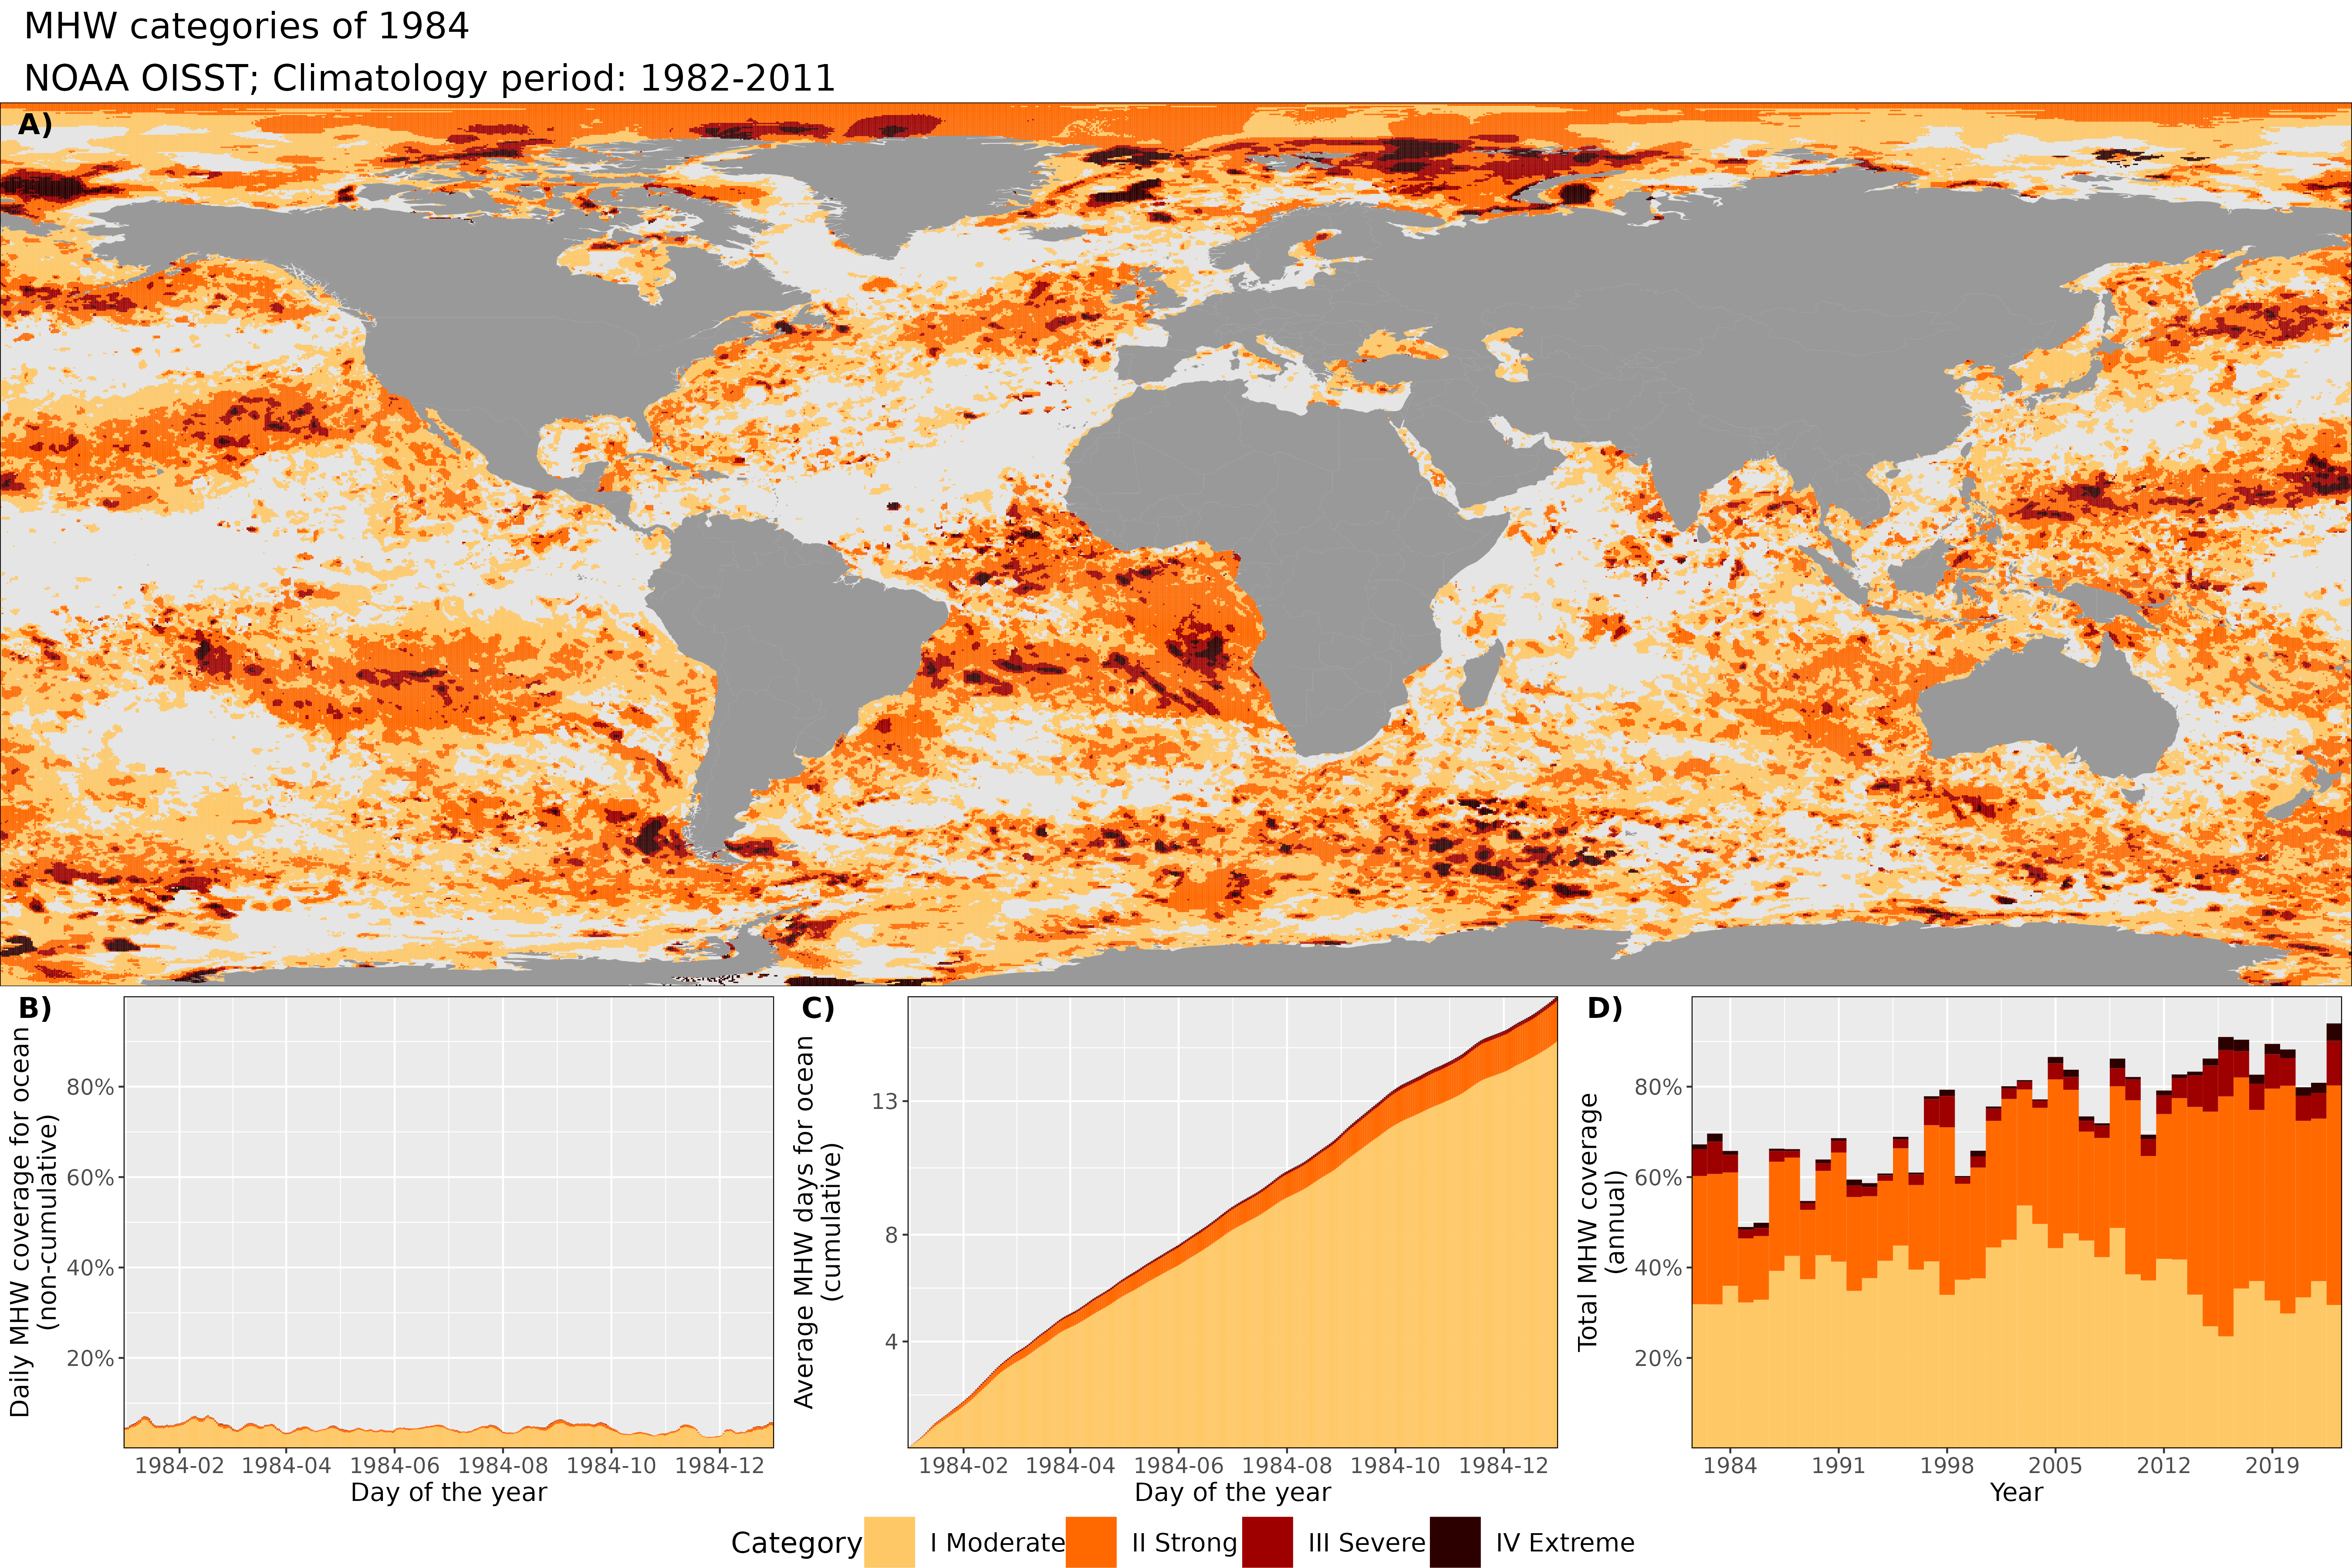 MHW categories of 1984
NOAA OISST; Climatology period: 1982-2011
A)
B)
Daily MHW coverage for ocean
(non-cumulative)
80%
60%
40%
20%
1984-02 1984-04 1984-06 1984-08 1984-10 1984-12
Day of the year
C)
Average MHW days for ocean
(cumulative)
13
8
4
1984-02 1984-04 1984-06 1984-08 1984-10 1984-12
Day of the year
D)
Total MHW coverage
(annual)
80%
60%
40%
20%
1984 1991 1998 2005 2012 2019
Year
Category I Moderate II Strong III Severe IV Extreme